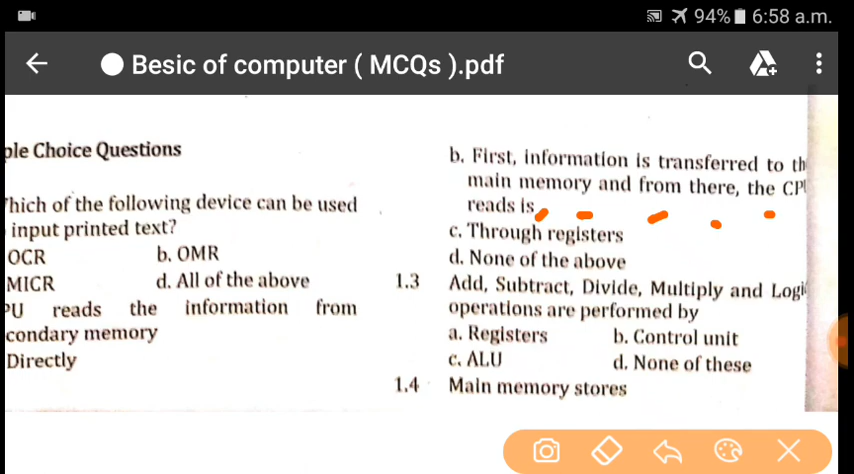 94% 6:58 a.m.
Besic of computer ( MCQs ).pdf
ple Choice Questions
hich of the following device can be used
input printed text?
OCR b. OMR
MICR d. All of the above
PU reads the information from
condary memory
Directly
b. First, information is transferred to th
main memory and from there, the CPU
reads is
c. Through registers
d. None of the above
1.3 Add, Subtract, Divide, Multiply and Logi
operations are performed by
a. Registers b. Control unit
c. ALU d. None of these
1.4 Main memory stores